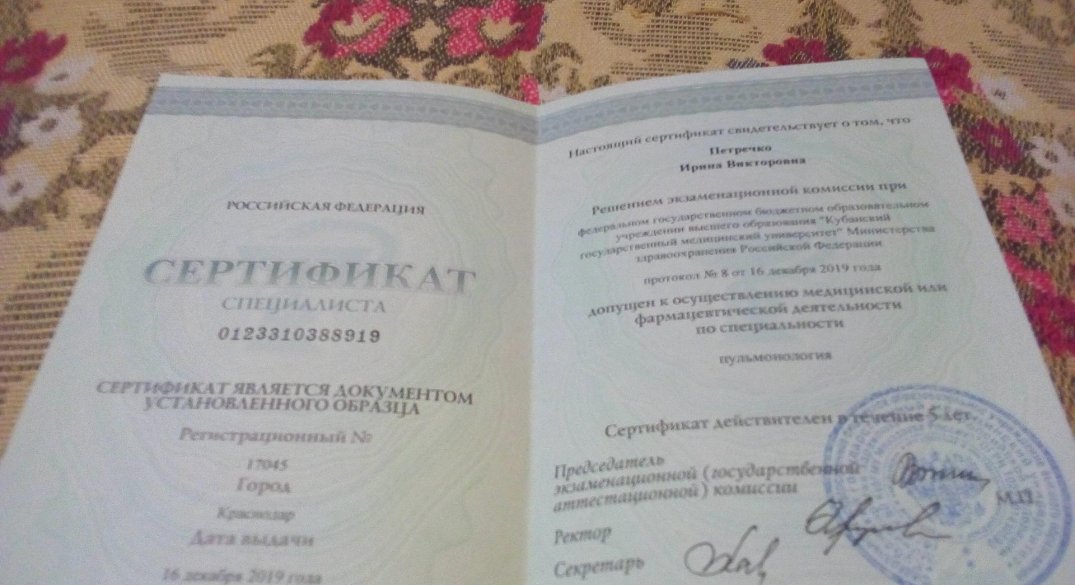 РОССИЙСКАЯ ФЕДЕРАЦИЯ
СЕРТИФИКАТ
СПЕЦИАЛИСТА
0123310388919
СЕРТИФИКАТ ЯВЛЯЕТСЯ ДОКУМЕНТОМ
УСТАНОВЛЕННОГО ОБРАЗЦА
Регистрационный №
17045
Город
Краснодар
Дата выдачи
16 декабря 2019 года
Настоящий сертификат свидетельствует о том, что
Петречко
Ирина Викторовна
Решением экзаменационной комиссии при
федеральном государственном бюджетном образовательном
учреждении высшего образования "Кубанский
государственный медицинский университет" Министерства
здравоохранения Российской Федерации
протокол № 8 от 16 декабря 2019 года
допущен к осуществлению медицинской или
фармацевтической деятельности
по специальности
пульмонология
Сертификат действителен в течение 5 лет.
Председатель
экзаменационной (государственной
аттестационной) комиссии
М.П.
Ректор
Секретарь